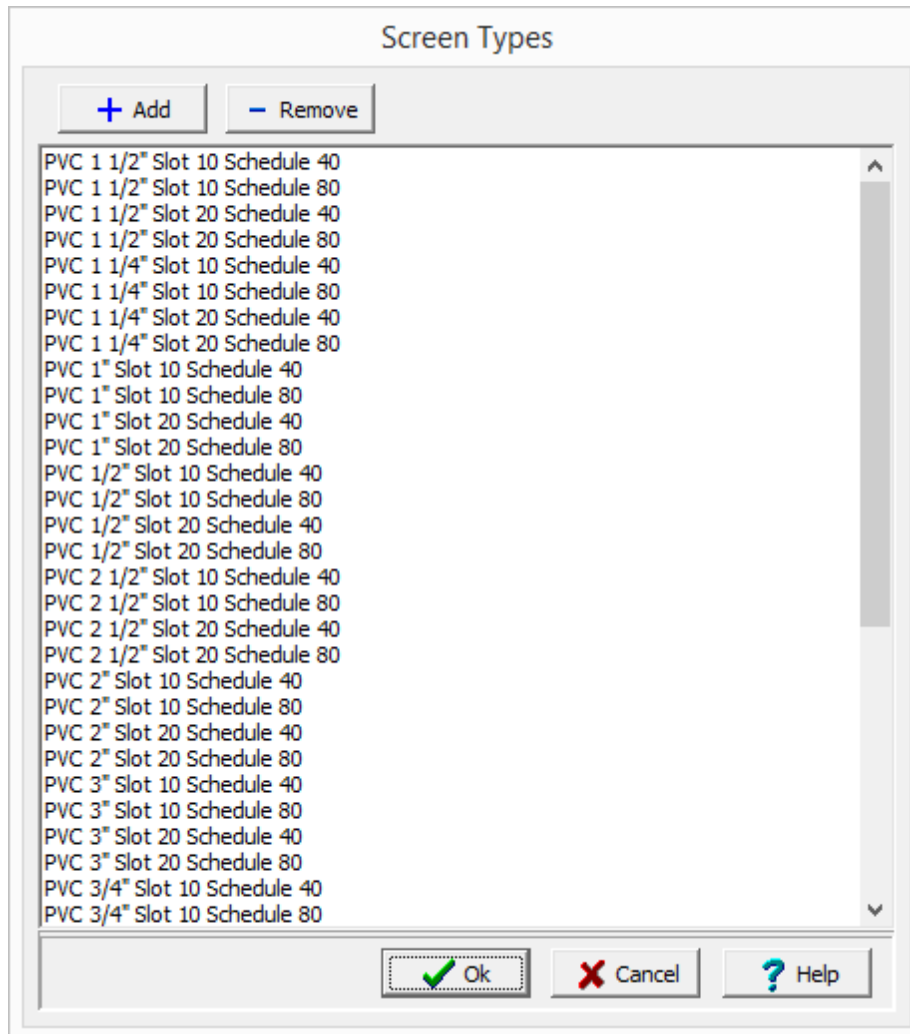 Screen Types
+ Add
− Remove
PVC 1 1/2" Slot 10 Schedule 40
PVC 1 1/2" Slot 10 Schedule 80
PVC 1 1/2" Slot 20 Schedule 40
PVC 1 1/2" Slot 20 Schedule 80
PVC 1 1/4" Slot 10 Schedule 40
PVC 1 1/4" Slot 10 Schedule 80
PVC 1 1/4" Slot 20 Schedule 40
PVC 1 1/4" Slot 20 Schedule 80
PVC 1" Slot 10 Schedule 40
PVC 1" Slot 10 Schedule 80
PVC 1" Slot 20 Schedule 40
PVC 1" Slot 20 Schedule 80
PVC 1/2" Slot 10 Schedule 40
PVC 1/2" Slot 10 Schedule 80
PVC 1/2" Slot 20 Schedule 40
PVC 1/2" Slot 20 Schedule 80
PVC 2 1/2" Slot 10 Schedule 40
PVC 2 1/2" Slot 10 Schedule 80
PVC 2 1/2" Slot 20 Schedule 40
PVC 2 1/2" Slot 20 Schedule 80
PVC 2" Slot 10 Schedule 40
PVC 2" Slot 10 Schedule 80
PVC 2" Slot 20 Schedule 40
PVC 2" Slot 20 Schedule 80
PVC 3" Slot 10 Schedule 40
PVC 3" Slot 10 Schedule 80
PVC 3" Slot 20 Schedule 40
PVC 3" Slot 20 Schedule 80
PVC 3/4" Slot 10 Schedule 40
PVC 3/4" Slot 10 Schedule 80
Ok
Cancel
? Help